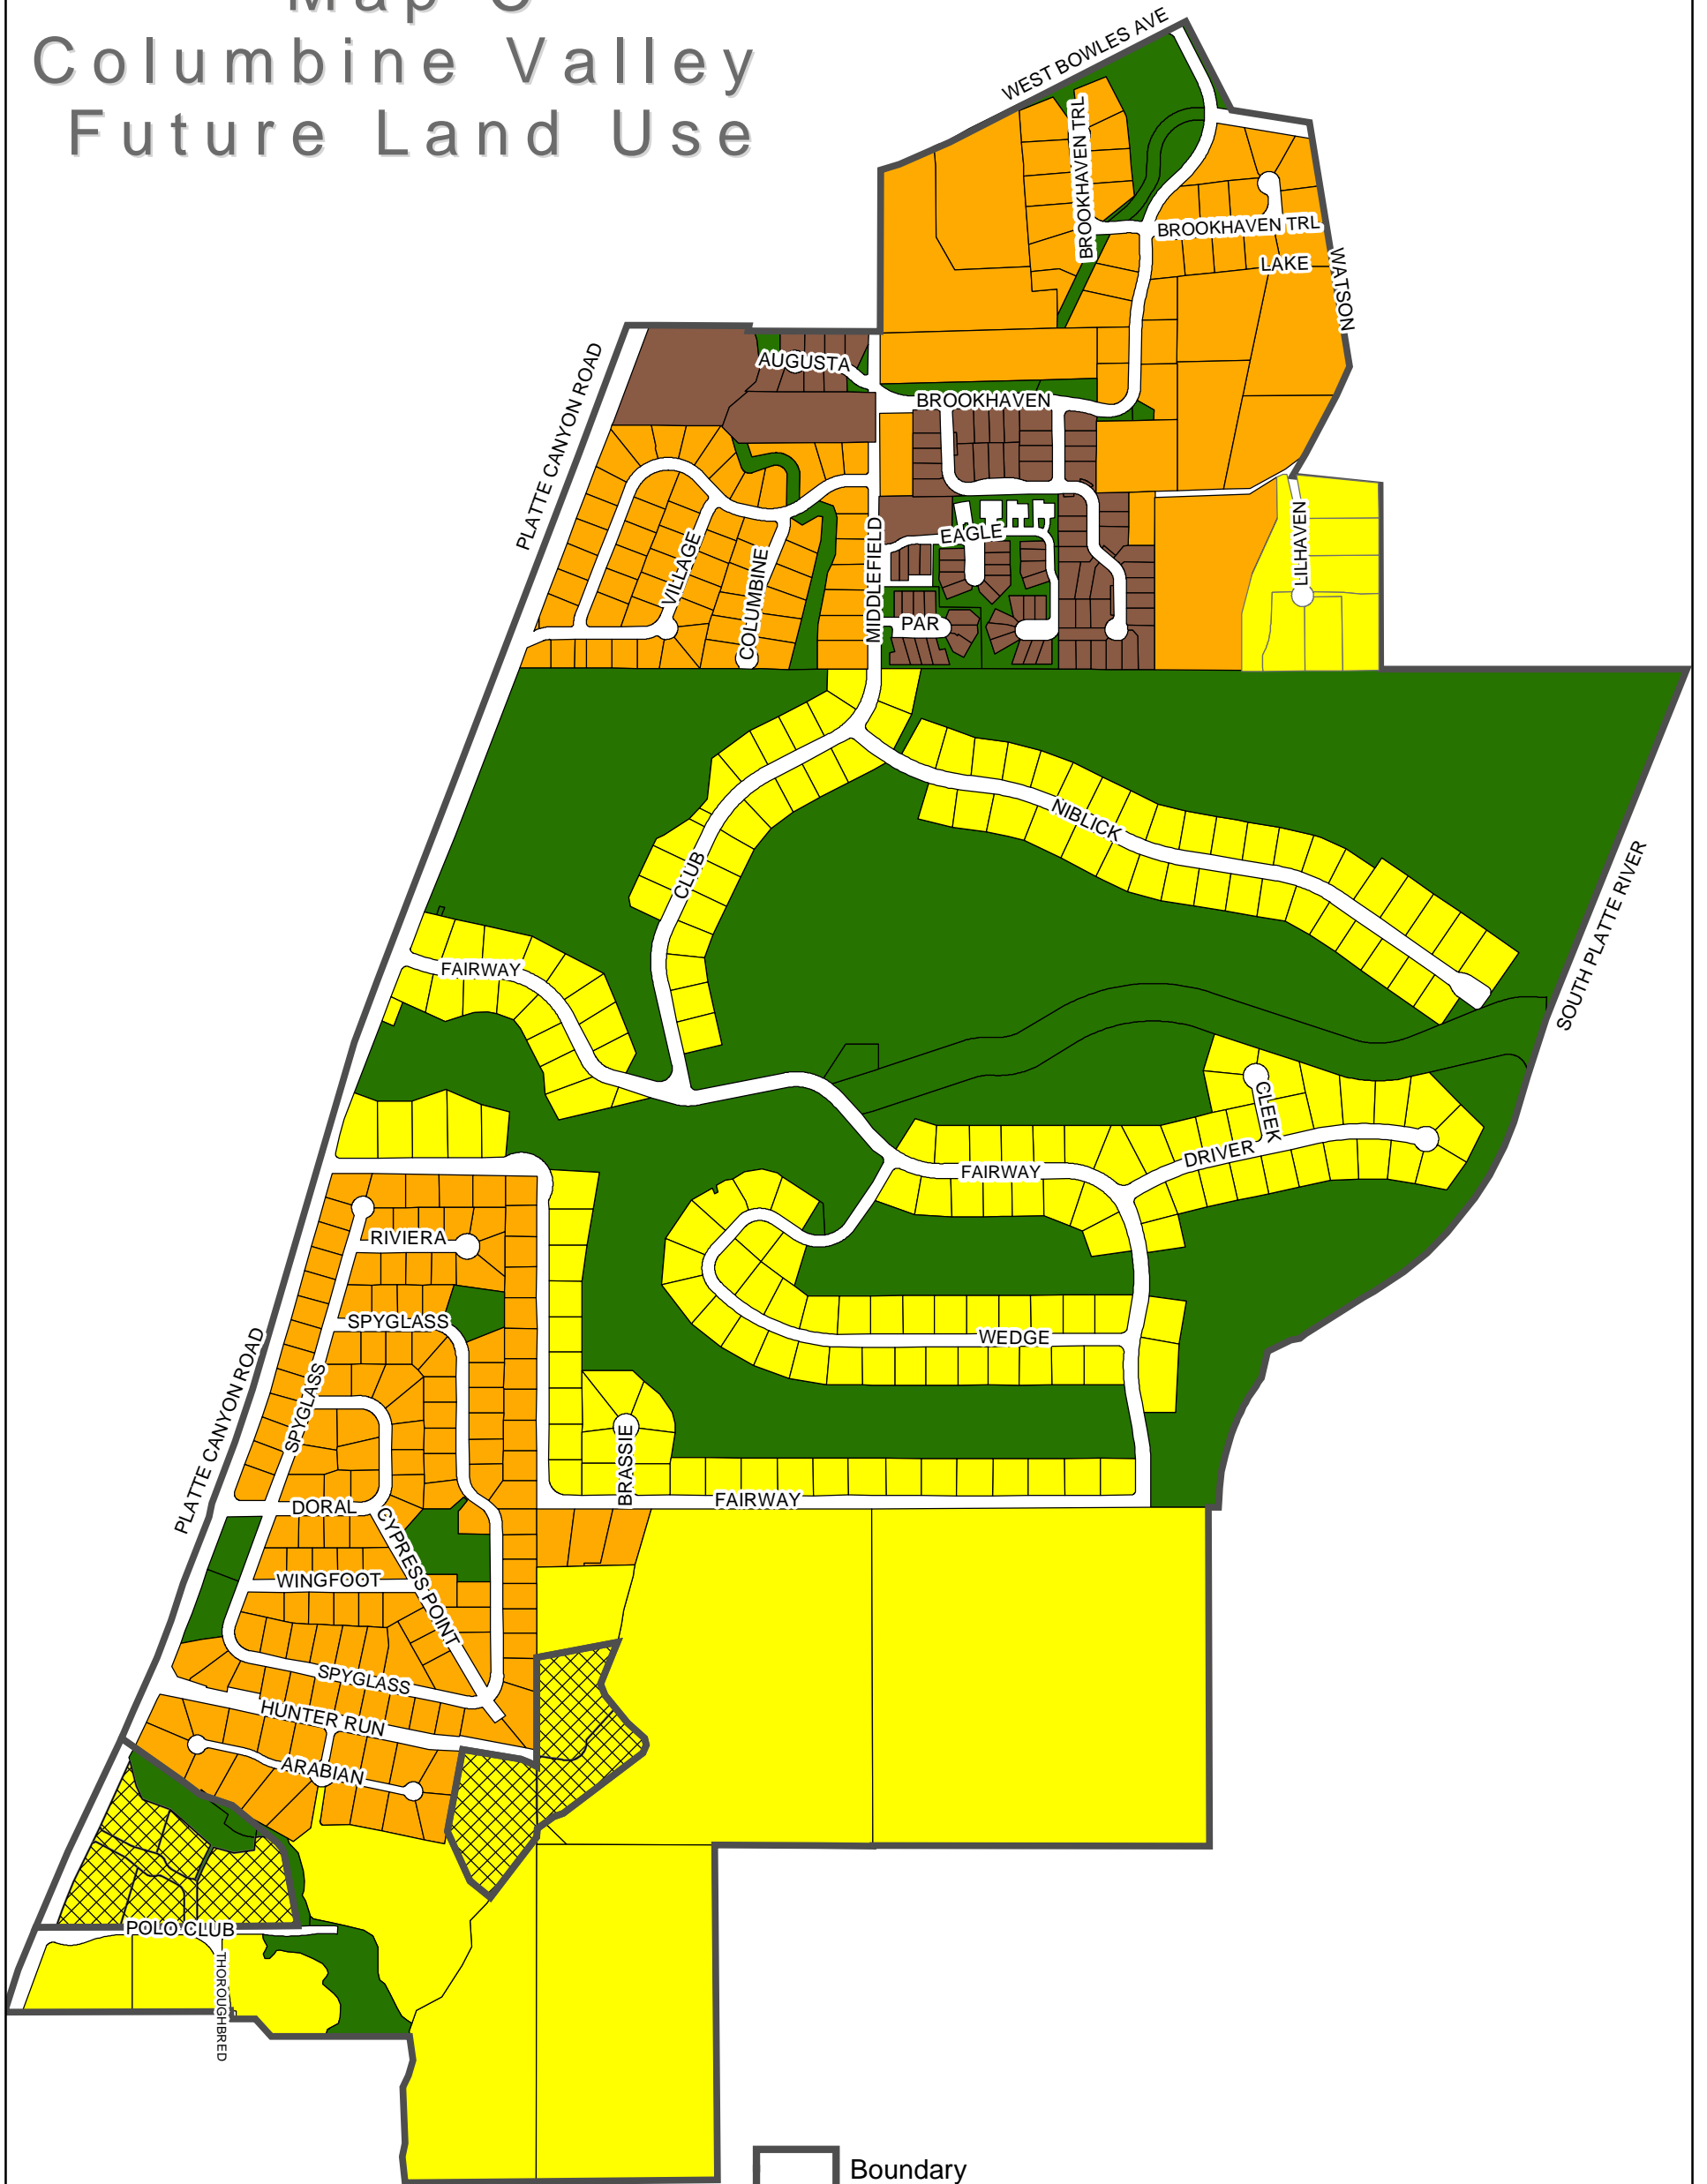 Map C
Columbine Valley
Future Land Use
WEST BOWLES AVE
BROOKHAVEN TRL
BROOKHAVEN TRL
LAKE
WATSON
PLATTE CANYON ROAD
AUGUSTA
BROOKHAVEN
VILLAGE
COLUMBINE
MIDDLEFIELD
EAGLE
PAR
LILHAVEN
NIBLICK
CLUB
SOUTH PLATTE RIVER
FAIRWAY
CLEEK
DRIVER
FAIRWAY
RIVIERA
SPYGLASS
WEDGE
PLATTE CANYON ROAD
SPYGLASS
BRASSIE
FAIRWAY
DORAL
CYPRESS POINT
WINGFOOT
SPYGLASS
HUNTER RUN
ARABIAN
POLO CLUB
THOROUGHBRED
Boundary